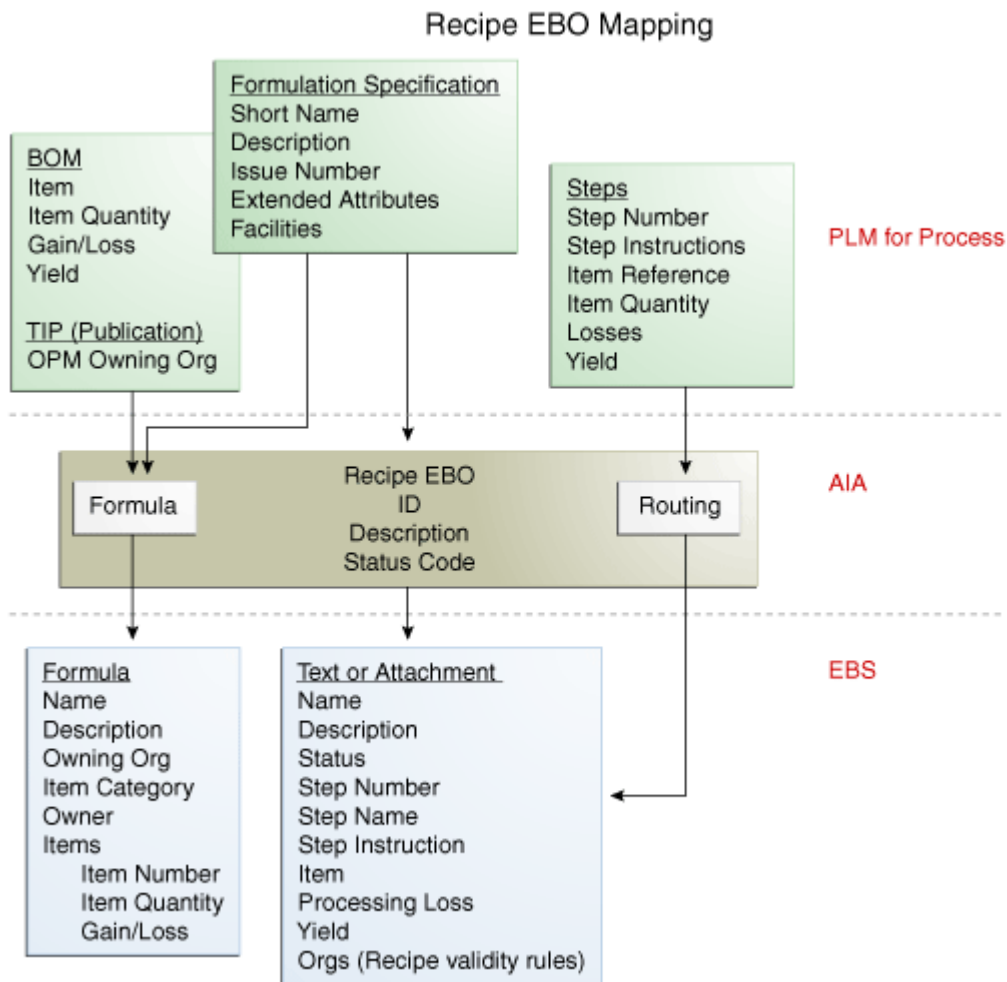 Recipe EBO Mapping
BOM
Item
Item Quantity
Gain/Loss
Yield
TIP (Publication)
OPM Owning Org
Formulation Specification
Short Name
Description
Issue Number
Extended Attributes
Facilities
Steps
Step Number
Step Instructions
Item Reference
Item Quantity
Losses
Yield
PLM for Process
Formula
Recipe EBO
ID
Description
Status Code
Routing
AIA
Formula
Name
Description
Owning Org
Item Category
Owner
Items
Item Number
Item Quantity
Gain/Loss
Text or Attachment
Name
Description
Status
Step Number
Step Name
Step Instruction
Item
Processing Loss
Yield
Orgs (Recipe validity rules)
EBS